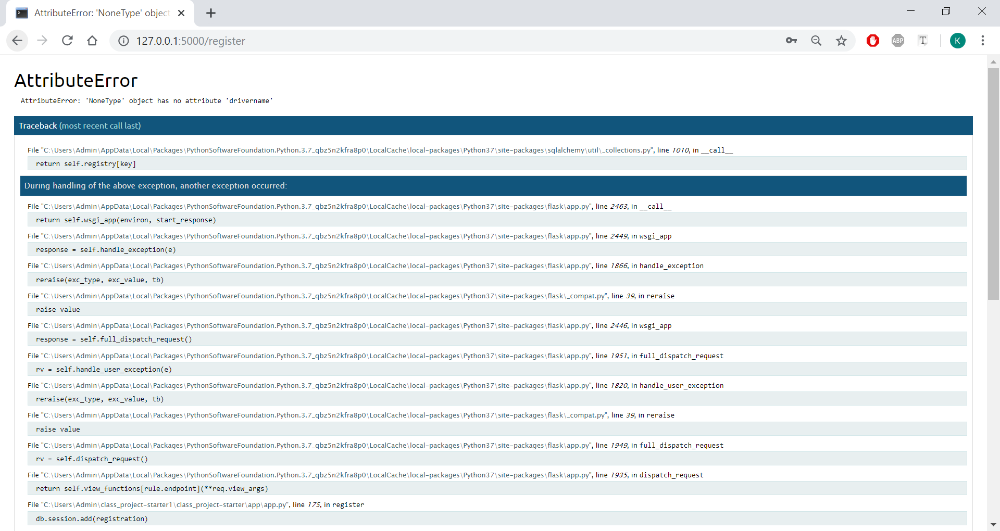 AttributeError: 'NoneType' object
127.0.0.1:5000/register
ABP
T
K
AttributeError
AttributeError: 'NoneType' object has no attribute 'drivername'
Traceback (most recent call last)
File "C:\Users\Admin\AppData\Local\Packages\PythonSoftwareFoundation.Python.3.7_qbz5n2kfra8p0\LocalCache\local-packages\Python37\site-packages\sqlalchemy\util\_collections.py", line 1010, in __call__
return self.registry[key]
During handling of the above exception, another exception occurred:
File "C:\Users\Admin\AppData\Local\Packages\PythonSoftwareFoundation.Python.3.7_qbz5n2kfra8p0\LocalCache\local-packages\Python37\site-packages\flask\app.py", line 2463, in __call__
return self.wsgi_app(environ, start_response)
File "C:\Users\Admin\AppData\Local\Packages\PythonSoftwareFoundation.Python.3.7_qbz5n2kfra8p0\LocalCache\local-packages\Python37\site-packages\flask\app.py", line 2449, in wsgi_app
response = self.handle_exception(e)
File "C:\Users\Admin\AppData\Local\Packages\PythonSoftwareFoundation.Python.3.7_qbz5n2kfra8p0\LocalCache\local-packages\Python37\site-packages\flask\app.py", line 1866, in handle_exception
reraise(exc_type, exc_value, tb)
File "C:\Users\Admin\AppData\Local\Packages\PythonSoftwareFoundation.Python.3.7_qbz5n2kfra8p0\LocalCache\local-packages\Python37\site-packages\flask\_compat.py", line 39, in reraise
raise value
File "C:\Users\Admin\AppData\Local\Packages\PythonSoftwareFoundation.Python.3.7_qbz5n2kfra8p0\LocalCache\local-packages\Python37\site-packages\flask\app.py", line 2446, in wsgi_app
response = self.full_dispatch_request()
File "C:\Users\Admin\AppData\Local\Packages\PythonSoftwareFoundation.Python.3.7_qbz5n2kfra8p0\LocalCache\local-packages\Python37\site-packages\flask\app.py", line 1951, in full_dispatch_request
rv = self.handle_user_exception(e)
File "C:\Users\Admin\AppData\Local\Packages\PythonSoftwareFoundation.Python.3.7_qbz5n2kfra8p0\LocalCache\local-packages\Python37\site-packages\flask\app.py", line 1820, in handle_user_exception
reraise(exc_type, exc_value, tb)
File "C:\Users\Admin\AppData\Local\Packages\PythonSoftwareFoundation.Python.3.7_qbz5n2kfra8p0\LocalCache\local-packages\Python37\site-packages\flask\_compat.py", line 39, in reraise
raise value
File "C:\Users\Admin\AppData\Local\Packages\PythonSoftwareFoundation.Python.3.7_qbz5n2kfra8p0\LocalCache\local-packages\Python37\site-packages\flask\app.py", line 1949, in full_dispatch_request
rv = self.dispatch_request()
File "C:\Users\Admin\AppData\Local\Packages\PythonSoftwareFoundation.Python.3.7_qbz5n2kfra8p0\LocalCache\local-packages\Python37\site-packages\flask\app.py", line 1935, in dispatch_request
return self.view_functions[rule.endpoint](**req.view_args)
File "C:\Users\Admin\class_project-starter1\class_project-starter\app\app.py", line 175, in register
db.session.add(registration)